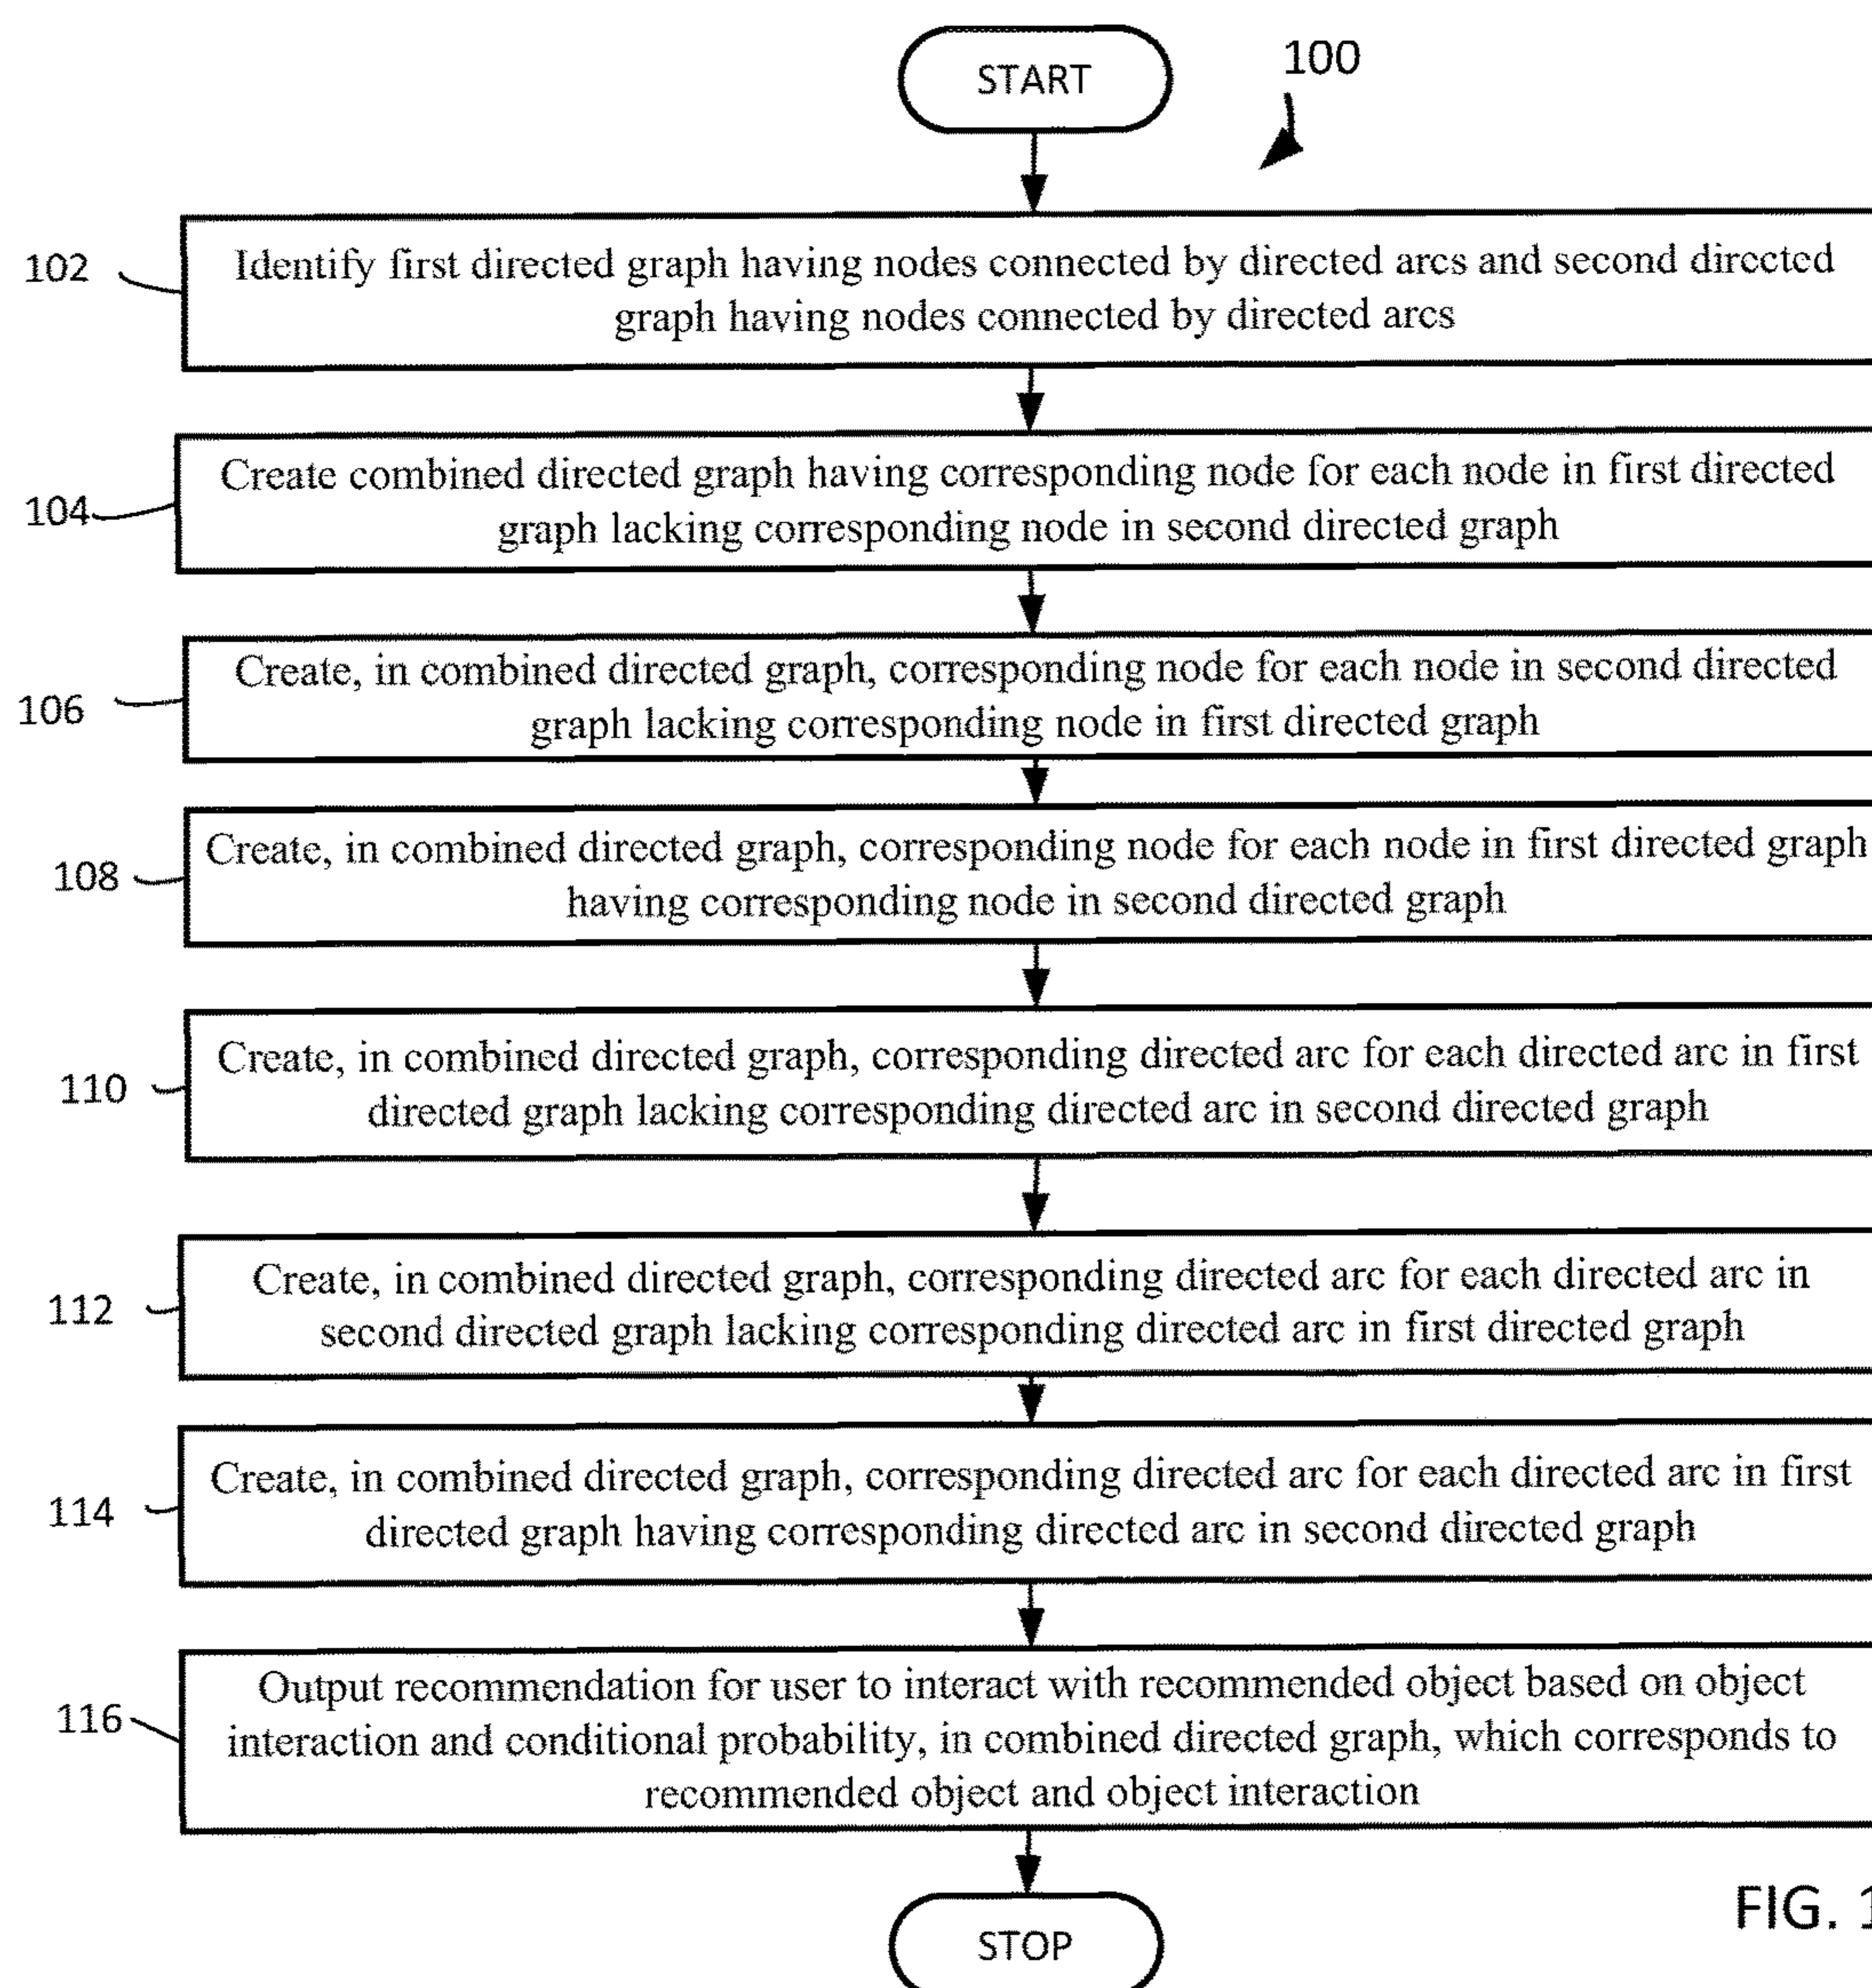 START
100
102
Identify first directed graph having nodes connected by directed arcs and second directed
graph having nodes connected by directed arcs
104
Create combined directed graph having corresponding node for each node in first directed
graph lacking corresponding node in second directed graph
106
Create, in combined directed graph, corresponding node for each node in second directed
graph lacking corresponding node in first directed graph
108
Create, in combined directed graph, corresponding node for each node in first directed graph
having corresponding node in second directed graph
110
Create, in combined directed graph, corresponding directed arc for each directed arc in first
directed graph lacking corresponding directed arc in second directed graph
112
Create, in combined directed graph, corresponding directed arc for each directed arc in
second directed graph lacking corresponding directed arc in first directed graph
114
Create, in combined directed graph, corresponding directed arc for each directed arc in first
directed graph having corresponding directed arc in second directed graph
116
Output recommendation for user to interact with recommended object based on object
interaction and conditional probability, in combined directed graph, which corresponds to
recommended object and object interaction
STOP
FIG. 1